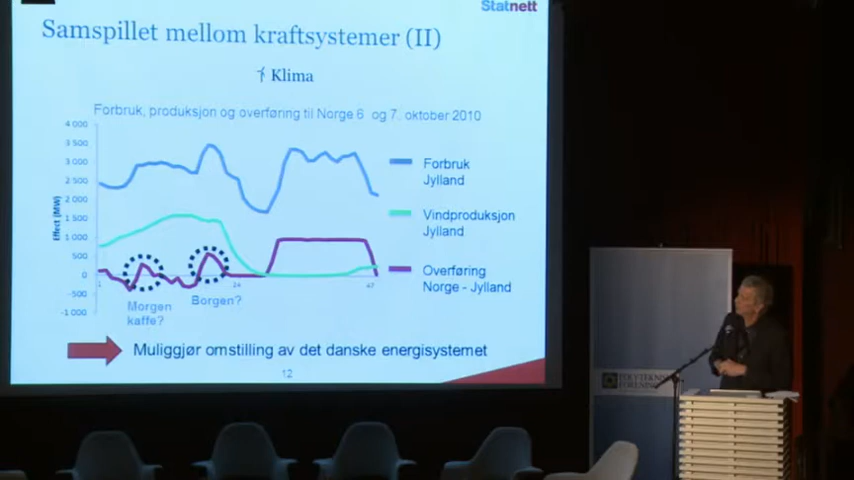 Statnett
Samspillet mellom kraftsystemer (II)
Klima
Forbruk, produksjon og overføring til Norge 6 og 7. oktober 2010
4 000
3 500
3 000
2 500
2 000
1 500
1 000
500
0
-500
-1 000
Effekt (MW)
1
24
47
Forbruk
Jylland
Vindproduksjon
Jylland
Overføring
Norge - Jylland
Morgen
kaffe?
Borgen?
Muliggjør omstilling av det danske energisystemet
12